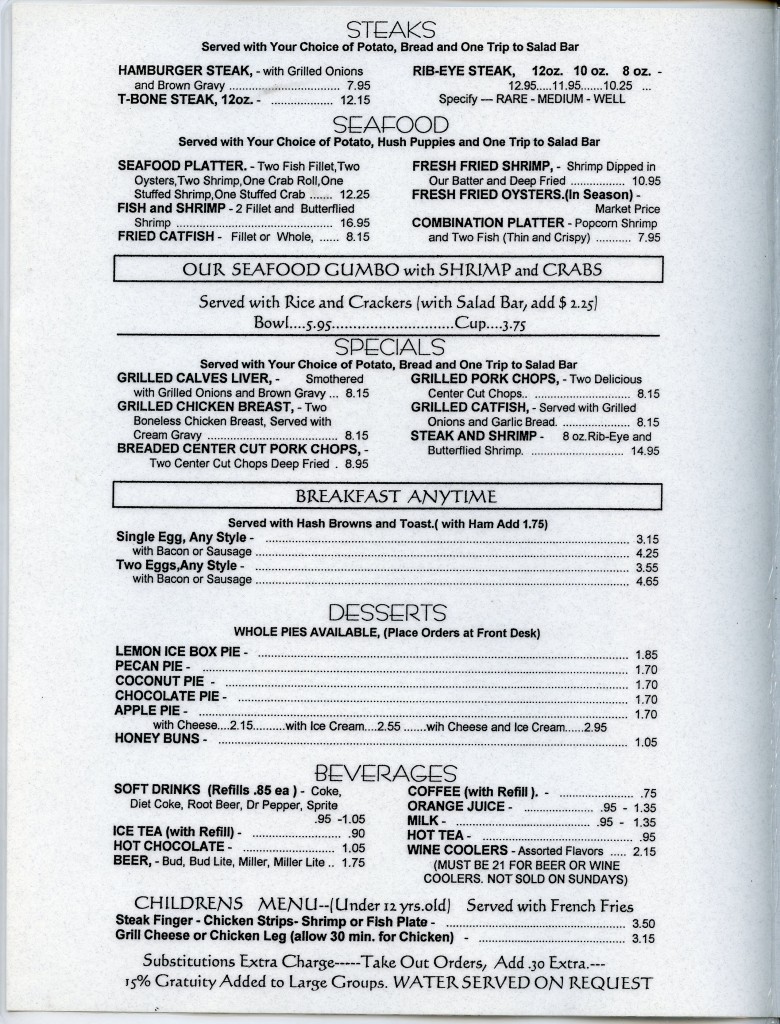 STEAKS
Served with Your Choice of Potato, Bread and One Trip to Salad Bar
HAMBURGER STEAK, - with Grilled Onions
and Brown Gravy .................................. 7.95
T-BONE STEAK, 12oz. - ................... 12.15
RIB-EYE STEAK, 12oz. 10 oz. 8 oz. -
12.95.....11.95.......10.25 ...
Specify --- RARE - MEDIUM - WELL
SEAFOOD
Served with Your Choice of Potato, Hush Puppies and One Trip to Salad Bar
SEAFOOD PLATTER. - Two Fish Fillet,Two
Oysters,Two Shrimp,One Crab Roll,One
Stuffed Shrimp,One Stuffed Crab ....... 12.25
FISH and SHRIMP - 2 Fillet and Butterflied
Shrimp ................................................ 16.95
FRIED CATFISH - Fillet or Whole, ...... 8.15
FRESH FRIED SHRIMP, - Shrimp Dipped in
Our Batter and Deep Fried ................. 10.95
FRESH FRIED OYSTERS.(In Season) -
Market Price
COMBINATION PLATTER - Popcorn Shrimp
and Two Fish (Thin and Crispy) ........... 7.95
OUR SEAFOOD GUMBO with SHRIMP and CRABS
Served with Rice and Crackers (with Salad Bar, add $ 2.25)
Bowl....5.95............................Cup....3.75
SPECIALS
Served with Your Choice of Potato, Bread and One Trip to Salad Bar
GRILLED CALVES LIVER, - Smothered
with Grilled Onions and Brown Gravy ... 8.15
GRILLED CHICKEN BREAST, - Two
Boneless Chicken Breast, Served with
Cream Gravy ........................................ 8.15
BREADED CENTER CUT PORK CHOPS, -
Two Center Cut Chops Deep Fried . 8.95
GRILLED PORK CHOPS, - Two Delicious
Center Cut Chops.. ............................... 8.15
GRILLED CATFISH, - Served with Grilled
Onions and Garlic Bread. ..................... 8.15
STEAK AND SHRIMP - 8 oz.Rib-Eye and
Butterflied Shrimp. ............................. 14.95
BREAKFAST ANYTIME
Served with Hash Browns and Toast.( with Ham Add 1.75)
Single Egg, Any Style - ........................................ 3.15
with Bacon or Sausage ........................................ 4.25
Two Eggs,Any Style - ........................................ 3.55
with Bacon or Sausage ........................................ 4.65
DESSERTS
WHOLE PIES AVAILABLE, (Place Orders at Front Desk)
LEMON ICE BOX PIE - ........................................ 1.85
PECAN PIE - ........................................ 1.70
COCONUT PIE - ........................................ 1.70
CHOCOLATE PIE - ........................................ 1.70
APPLE PIE - ........................................ 1.70
with Cheese....2.15.........with Ice Cream....2.55 .......wih Cheese and Ice Cream......2.95
HONEY BUNS - ........................................ 1.05
BEVERAGES
SOFT DRINKS (Refills .85 ea ) - Coke,
Diet Coke, Root Beer, Dr Pepper, Sprite
.95 -1.05
ICE TEA (with Refill) - ........................... .90
HOT CHOCOLATE - ........................ 1.05
BEER, - Bud, Bud Lite, Miller, Miller Lite .. 1.75
COFFEE (with Refill ). - ....................... .75
ORANGE JUICE - ..................... .95 - 1.35
MILK - ........................................ .95 - 1.35
HOT TEA - ........................................ .95
WINE COOLERS - Assorted Flavors ..... 2.15
(MUST BE 21 FOR BEER OR WINE
COOLERS. NOT SOLD ON SUNDAYS)
CHILDRENS MENU--(Under 12 yrs.old) Served with French Fries
Steak Finger - Chicken Strips- Shrimp or Fish Plate - ........................................ 3.50
Grill Cheese or Chicken Leg (allow 30 min. for Chicken) - ........................................ 3.15
Substitutions Extra Charge-----Take Out Orders, Add .30 Extra.---
15% Gratuity Added to Large Groups. WATER SERVED ON REQUEST